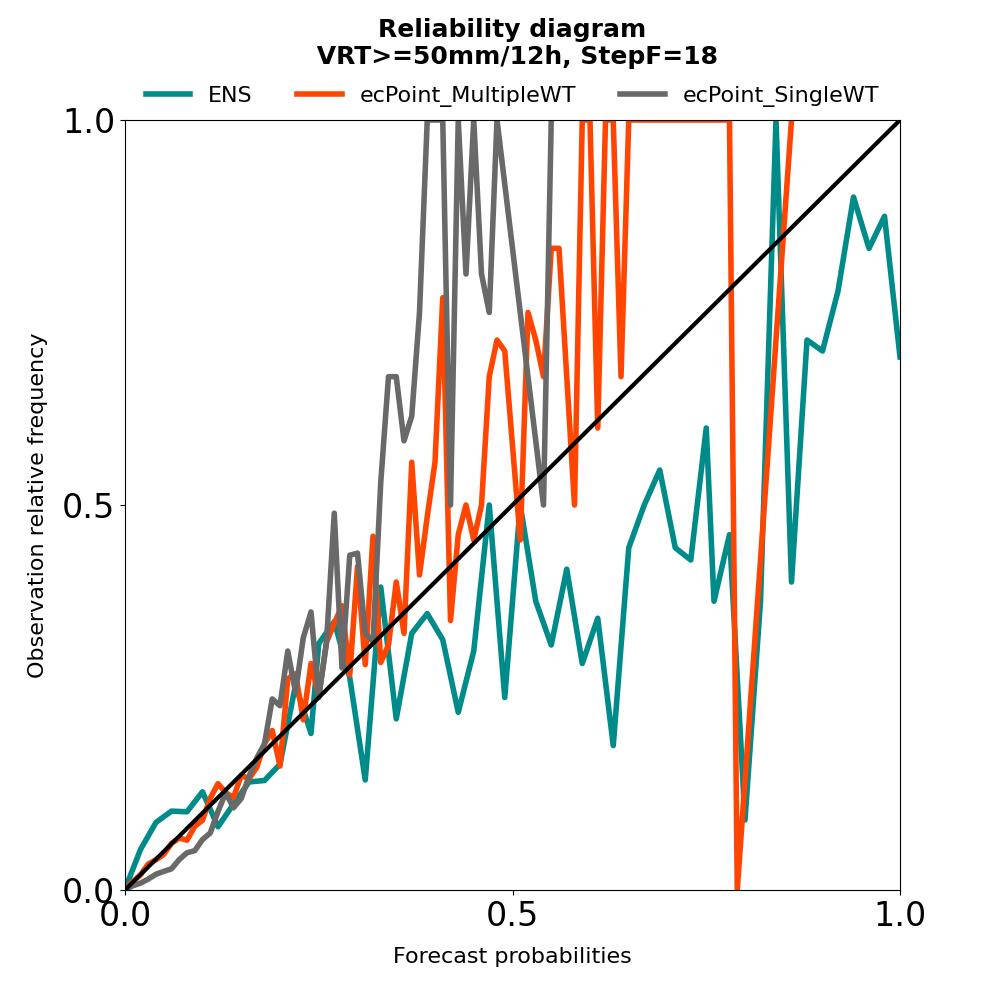 Reliability diagram
VRT>=50mm/12h, StepF=18
ENS ecPoint_MultipleWT ecPoint_SingleWT
1.0
0.5
0.0
Observation relative frequency
0.0 0.5 1.0
Forecast probabilities